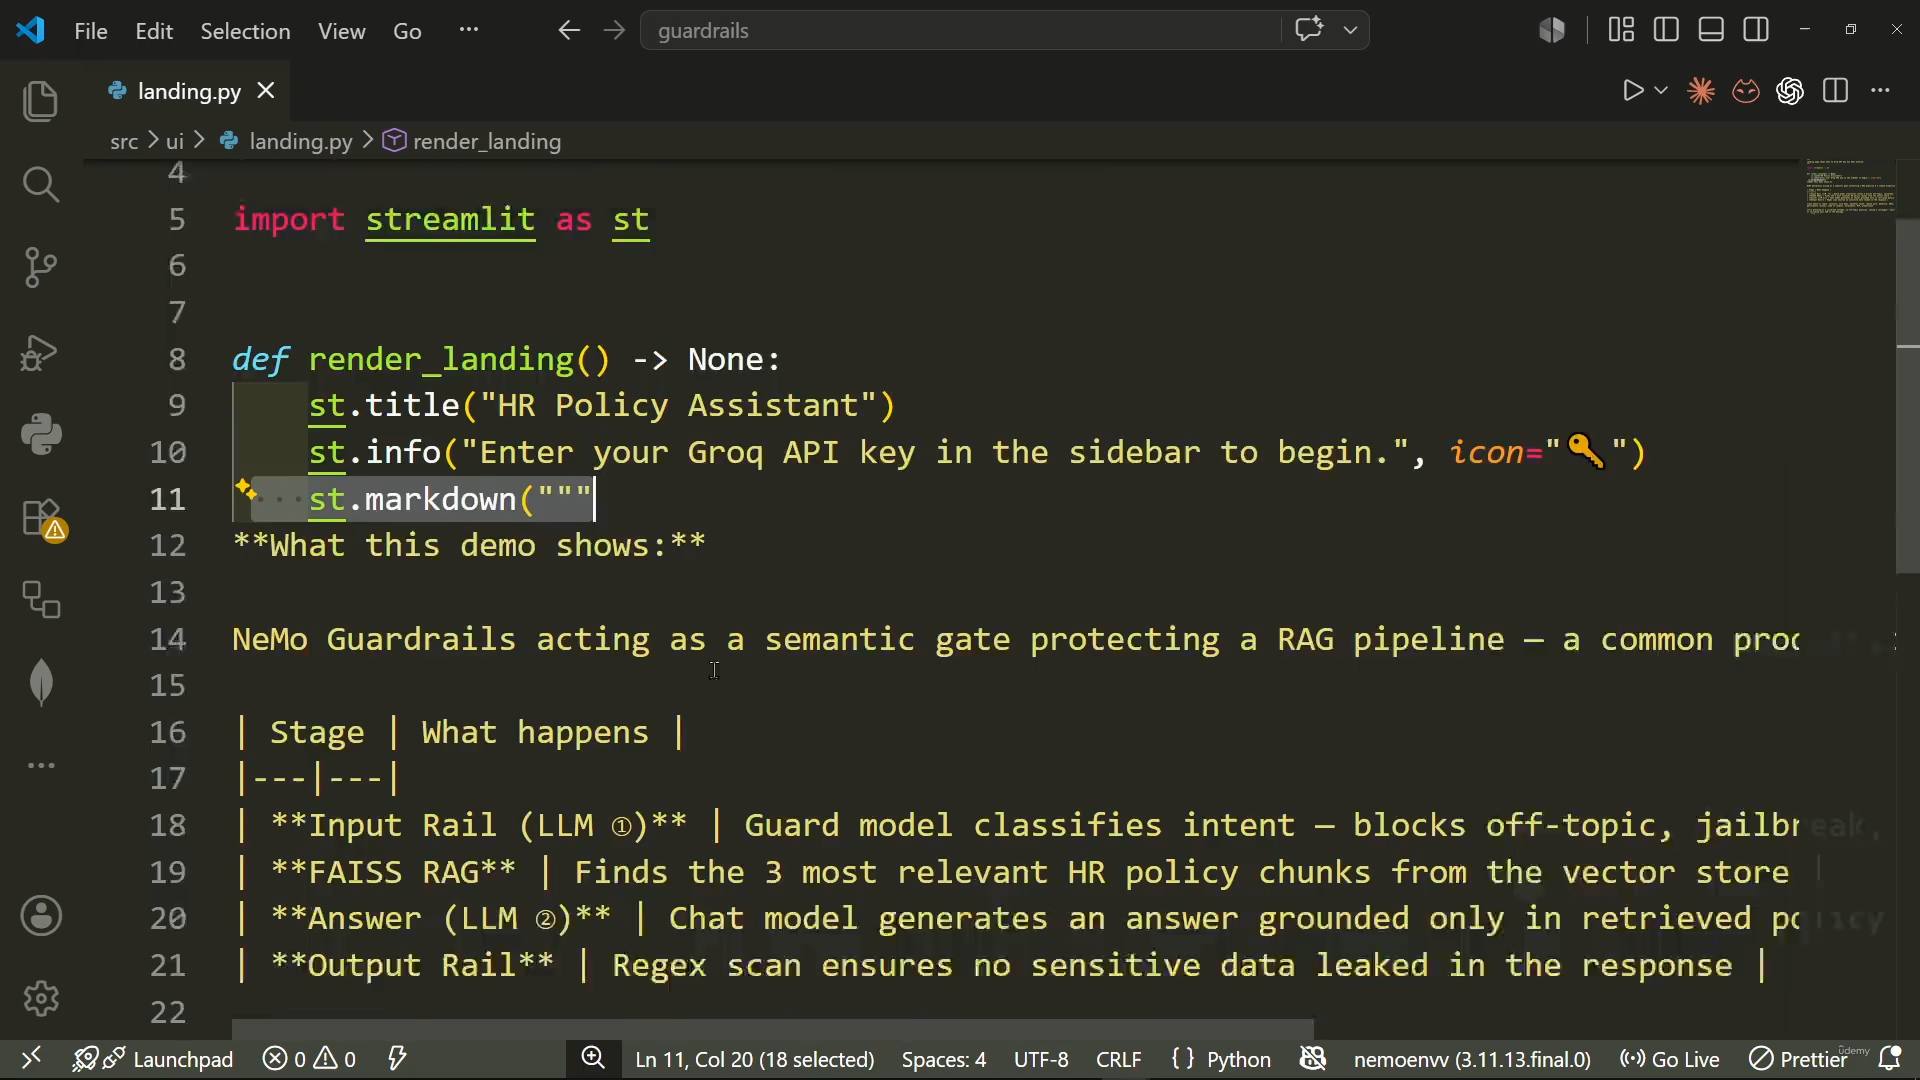 File Edit Selection View Go ··· guardrails
landing.py
src > ui > landing.py > render_landing
4
5 import streamlit as st
6
7
8 def render_landing() -> None:
9 st.title("HR Policy Assistant")
10 st.info("Enter your Groq API key in the sidebar to begin.", icon="🔑")
11 st.markdown("""
12 **What this demo shows:**
13
14 NeMo Guardrails acting as a semantic gate protecting a RAG pipeline — a common
15
16 | Stage | What happens |
17 |---|---|
18 | **Input Rail (LLM ①)** | Guard model classifies intent — blocks off-topic, jailbreak,
19 | **FAISS RAG** | Finds the 3 most relevant HR policy chunks from the vector store |
20 | **Answer (LLM ②)** | Chat model generates an answer grounded only in retrieved policy
21 | **Output Rail** | Regex scan ensures no sensitive data leaked in the response |
22
Launchpad 0 0 Ln 11, Col 20 (18 selected) Spaces: 4 UTF-8 CRLF { } Python nemoenvv (3.11.13.final.0) Go Live Prettier
udemy